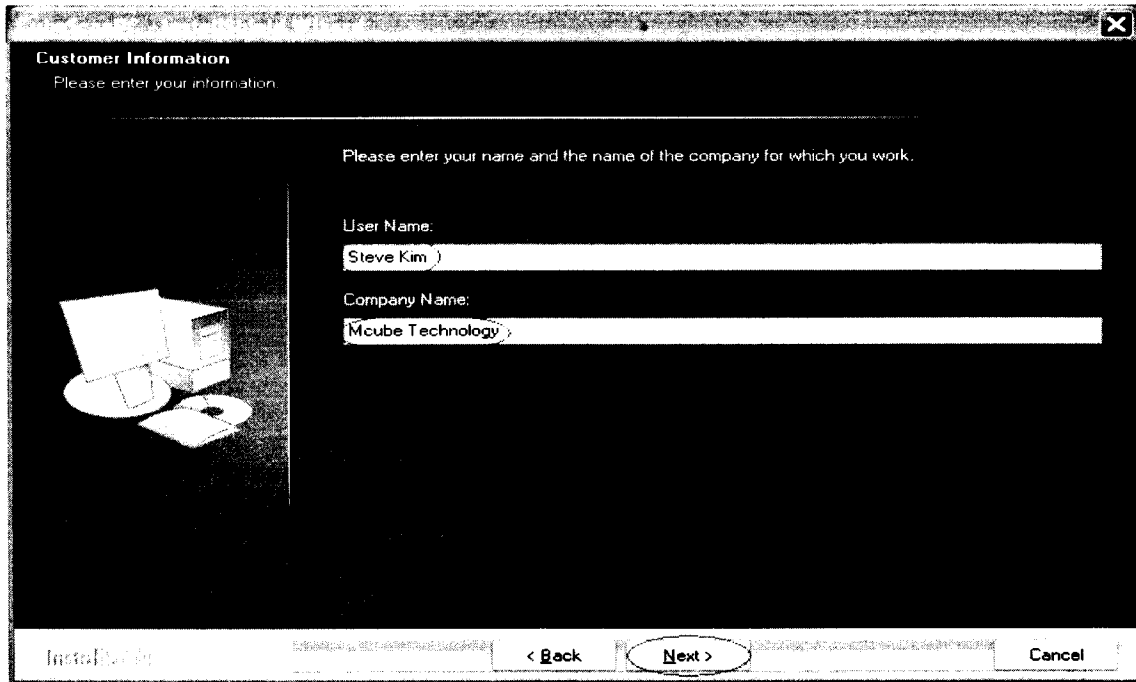 Customer Information
Please enter your information.
Please enter your name and the name of the company for which you work.
User Name:
Steve Kim
Company Name:
Mcube Technology
< Back
Next >
Cancel